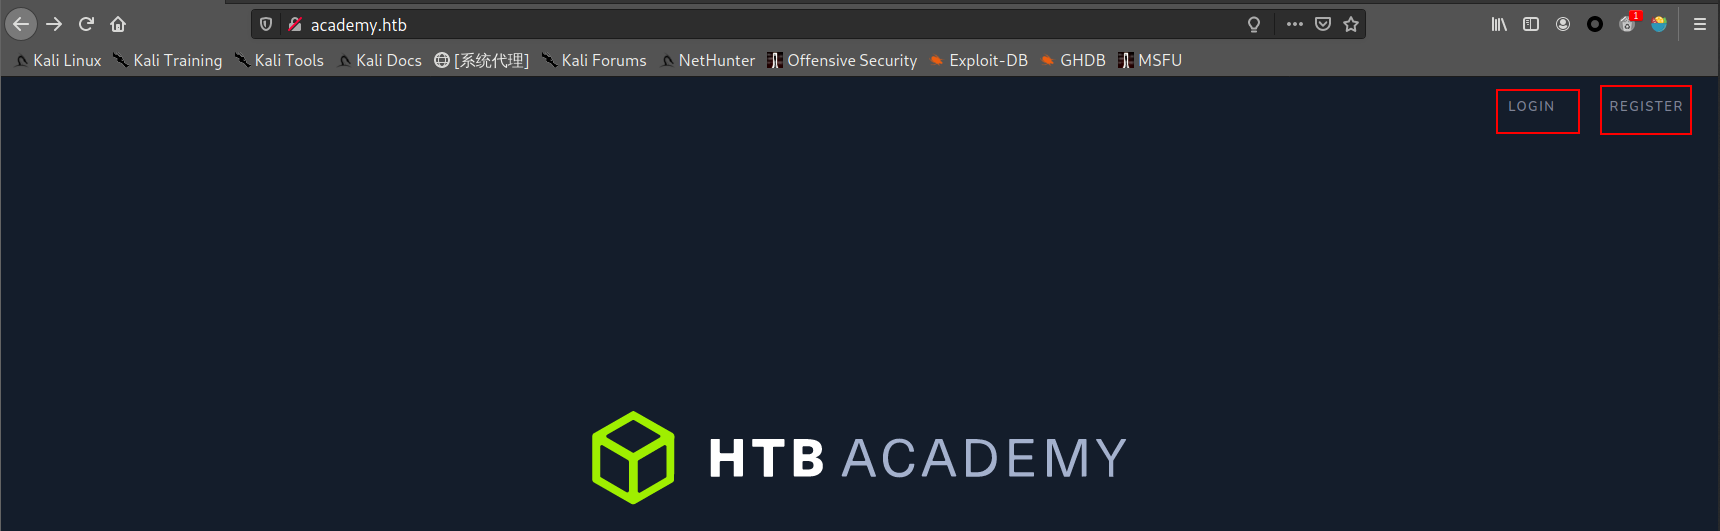 academy.htb
1
Kali Linux Kali Training Kali Tools Kali Docs [系统代理] Kali Forums NetHunter Offensive Security Exploit-DB GHDB MSFU
LOGIN REGISTER
HTB ACADEMY